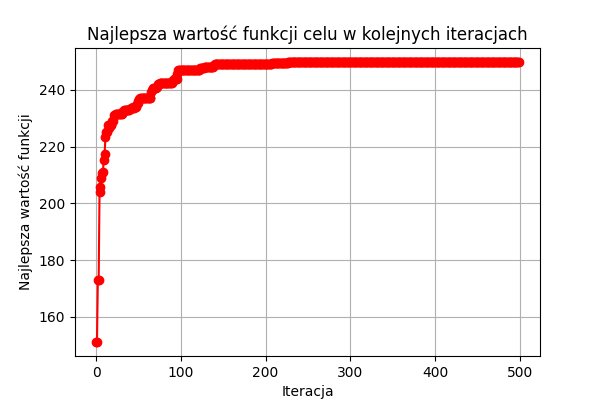 Najlepsza wartość funkcji celu w kolejnych iteracjach
Najlepsza wartość funkcji
240
220
200
180
160
0 100 200 300 400 500
Iteracja